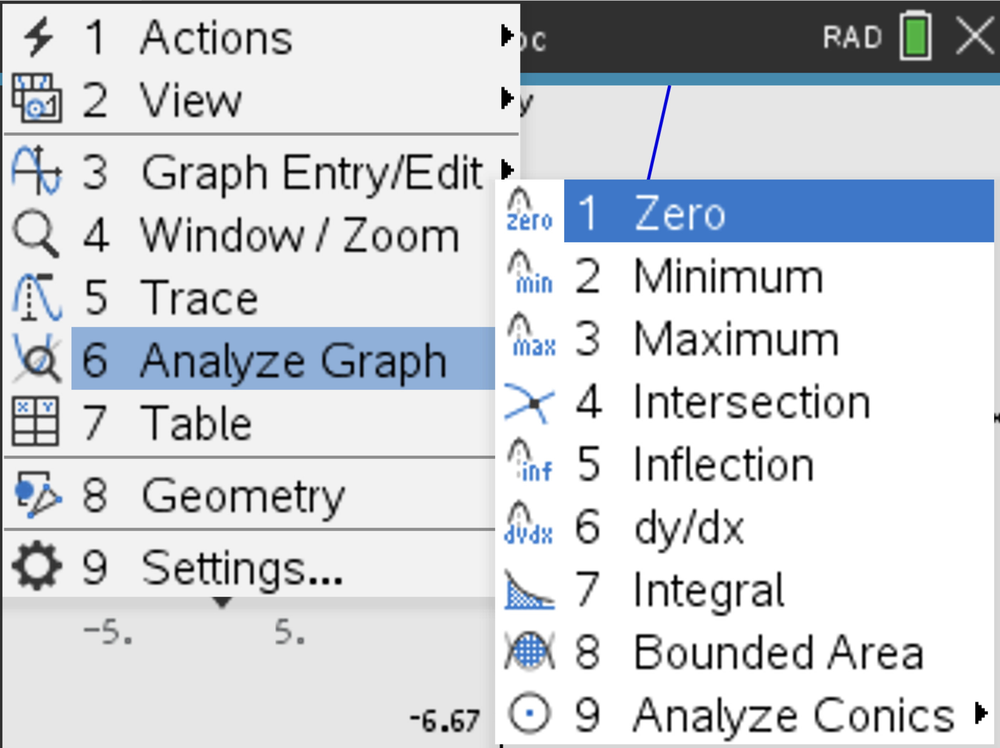 1 Actions
oc
RAD
2 View
y
3 Graph Entry/Edit
4 Window / Zoom
5 Trace
6 Analyze Graph
7 Table
8 Geometry
9 Settings...
zero 1 Zero
min 2 Minimum
max 3 Maximum
4 Intersection
inf 5 Inflection
dydx 6 dy/dx
7 Integral
8 Bounded Area
9 Analyze Conics
X Y
-5. 5.
-6.67